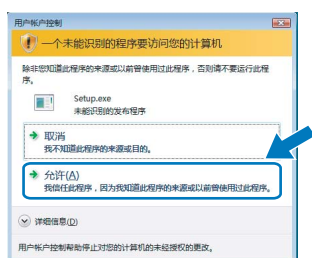 用户帐户控制
一个未能识别的程序要访问您的计算机
除非您知道此程序的来源或以前曾使用过此程序，否则请不要运行此程
序。
Setup.exe
未能识别的发布程序
取消
我不知道此程序的来源或目的。
允许(A)
我信任此程序，因为我知道此程序的来源或以前曾使用过此程序。
详细信息(D)
用户帐户控制帮助停止对您的计算机的未经授权的更改。